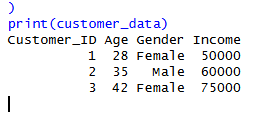 )
print(customer_data)
Customer_ID Age Gender Income
1 28 Female 50000
2 35 Male 60000
3 42 Female 75000